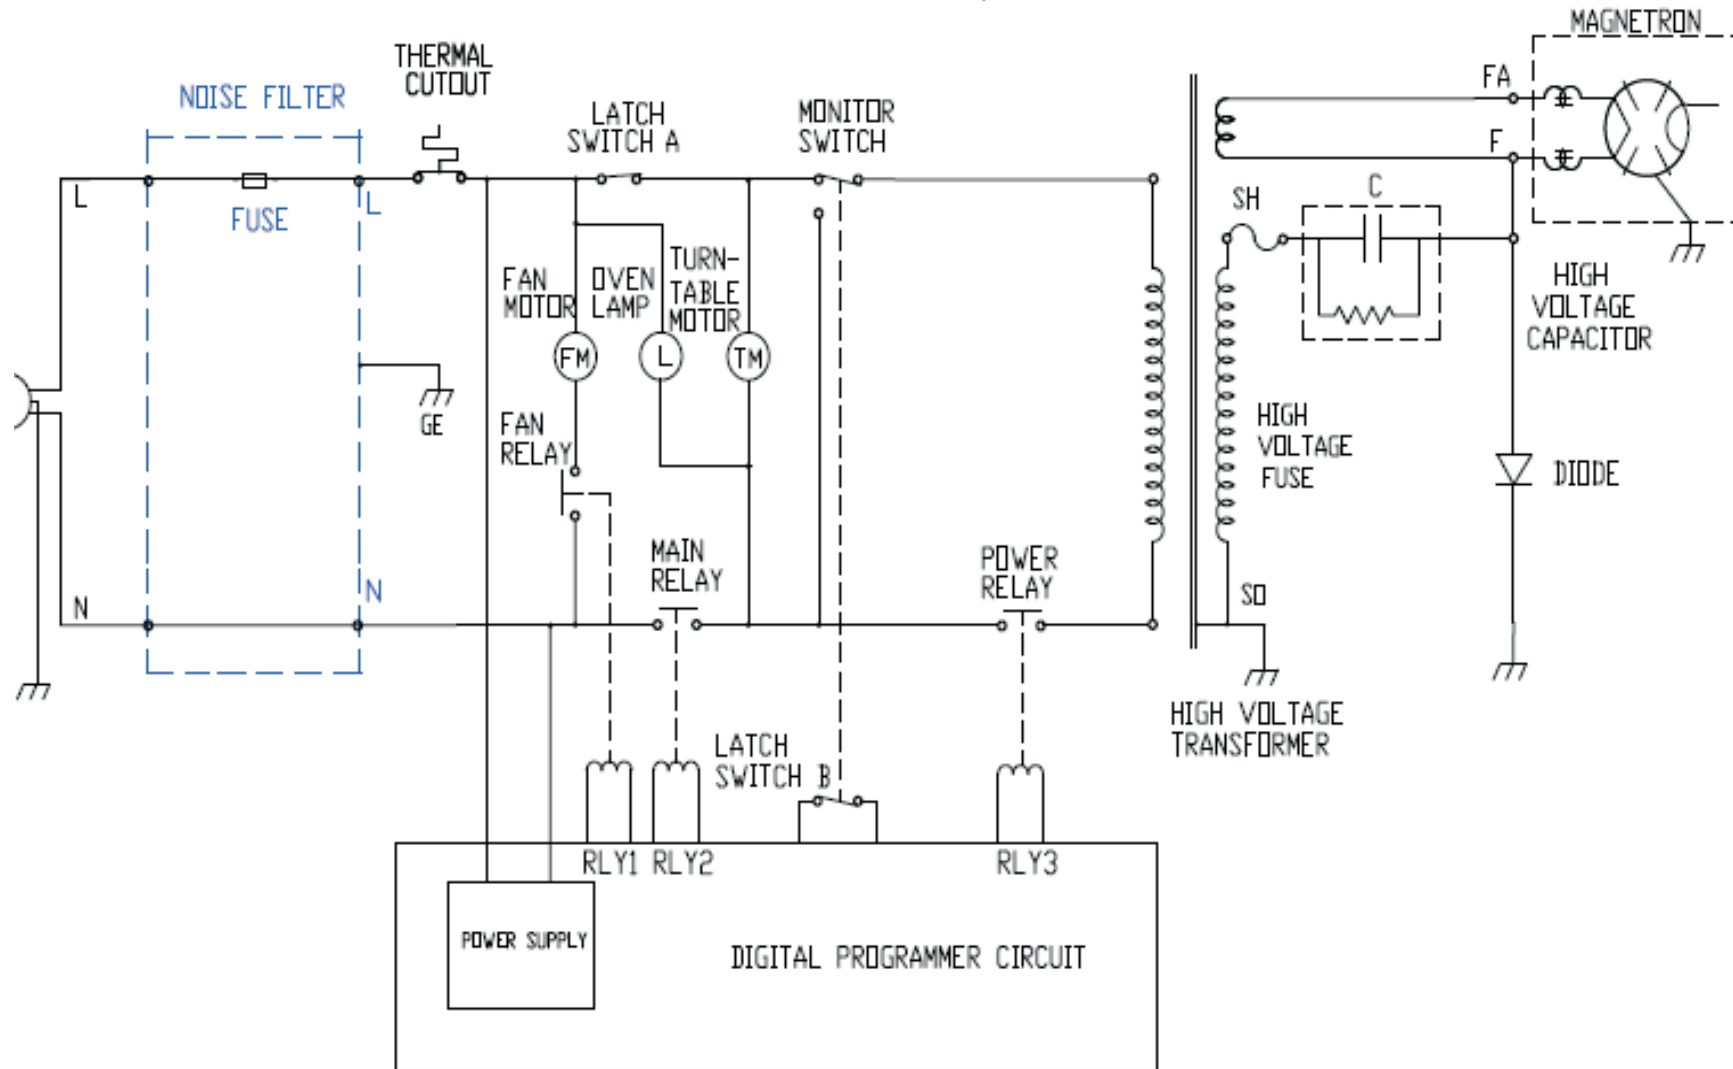 MAGNETRON
THERMAL
CUTOUT
NOISE FILTER
LATCH
SWITCH A
MONITOR
SWITCH
FA
F
L
FUSE
L
C
SH
FAN
MOTOR
OVEN
LAMP
TURN-
TABLE
MOTOR
HIGH
VOLTAGE
CAPACITOR
FM
L
TM
GE
FAN
RELAY
HIGH
VOLTAGE
FUSE
DIODE
MAIN
RELAY
POWER
RELAY
N
N
SO
HIGH VOLTAGE
TRANSFORMER
LATCH
SWITCH B
RLY1
RLY2
RLY3
POWER SUPPLY
DIGITAL PROGRAMMER CIRCUIT